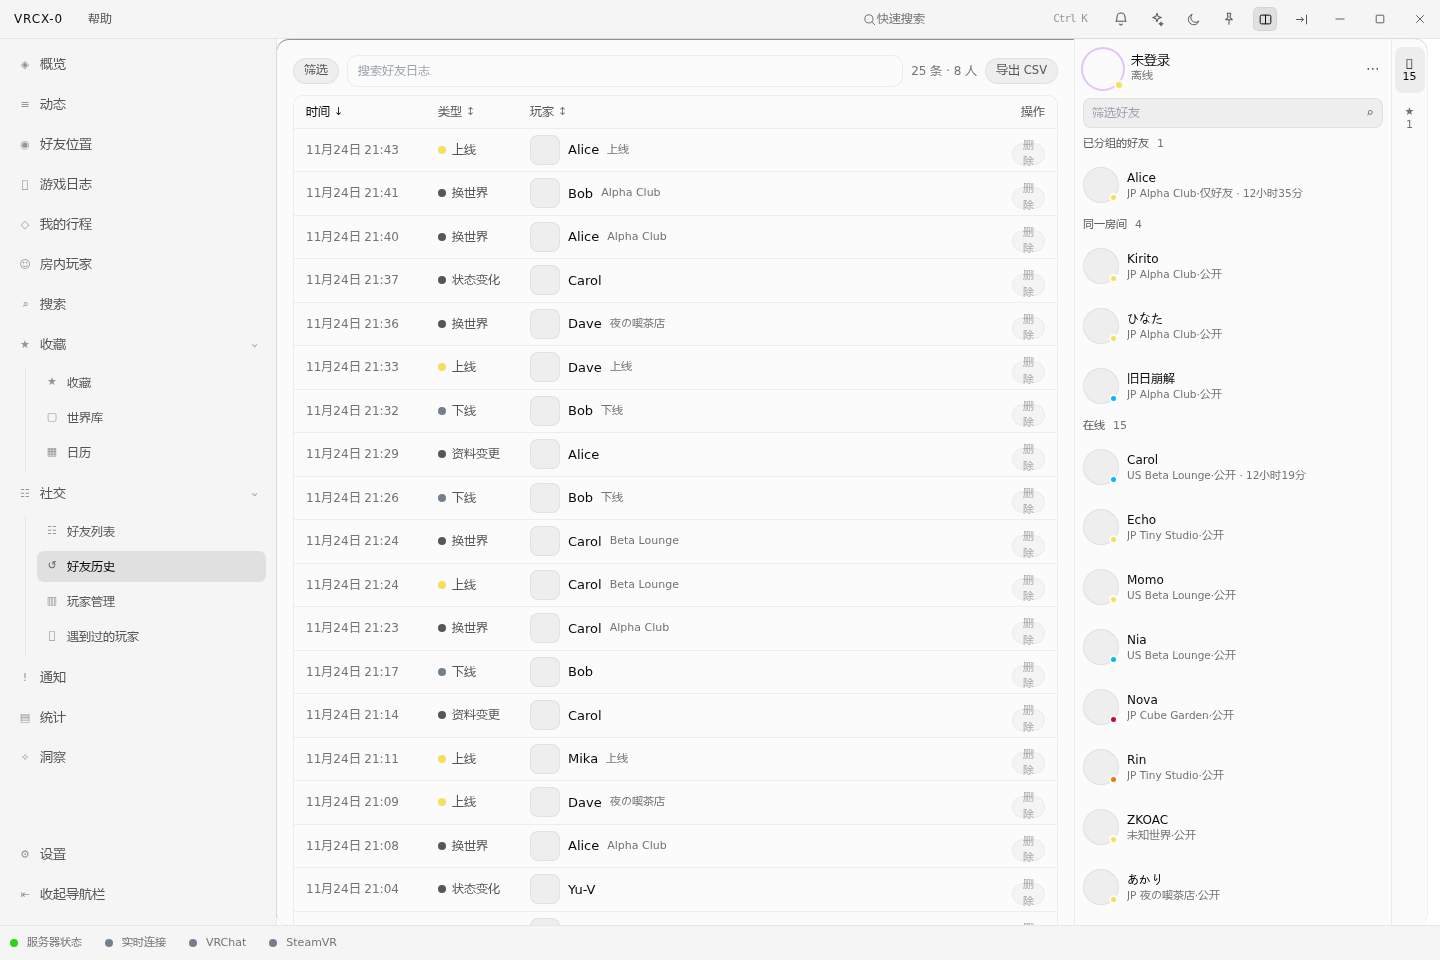 VRCX-0 帮助 快速搜索 Ctrl K
概览
动态
好友位置
游戏日志
我的行程
房内玩家
搜索
收藏
收藏
世界库
日历
社交
好友列表
好友历史
玩家管理
遇到过的玩家
通知
统计
洞察
设置
收起导航栏
筛选 搜索好友日志 25 条 · 8 人 导出 CSV
时间 ↓ 类型 ↕ 玩家 ↕ 操作
11月24日 21:43 上线 Alice 上线 删除
11月24日 21:41 换世界 Bob Alpha Club 删除
11月24日 21:40 换世界 Alice Alpha Club 删除
11月24日 21:37 状态变化 Carol 删除
11月24日 21:36 换世界 Dave 夜の喫茶店 删除
11月24日 21:33 上线 Dave 上线 删除
11月24日 21:32 下线 Bob 下线 删除
11月24日 21:29 资料变更 Alice 删除
11月24日 21:26 下线 Bob 下线 删除
11月24日 21:24 换世界 Carol Beta Lounge 删除
11月24日 21:24 上线 Carol Beta Lounge 删除
11月24日 21:23 换世界 Carol Alpha Club 删除
11月24日 21:17 下线 Bob 删除
11月24日 21:14 资料变更 Carol 删除
11月24日 21:11 上线 Mika 上线 删除
11月24日 21:09 上线 Dave 夜の喫茶店 删除
11月24日 21:08 换世界 Alice Alpha Club 删除
11月24日 21:04 状态变化 Yu-V 删除
未登录
离线
筛选好友
已分组的好友 1
Alice
JP Alpha Club·仅好友 · 12小时35分
同一房间 4
Kirito
JP Alpha Club·公开
ひなた
JP Alpha Club·公开
旧日崩解
JP Alpha Club·公开
在线 15
Carol
US Beta Lounge·公开 · 12小时19分
Echo
JP Tiny Studio·公开
Momo
US Beta Lounge·公开
Nia
US Beta Lounge·公开
Nova
JP Cube Garden·公开
Rin
JP Tiny Studio·公开
ZKOAC
未知世界·公开
あかり
JP 夜の喫茶店·公开
15
★
1
服务器状态 实时连接 VRChat SteamVR